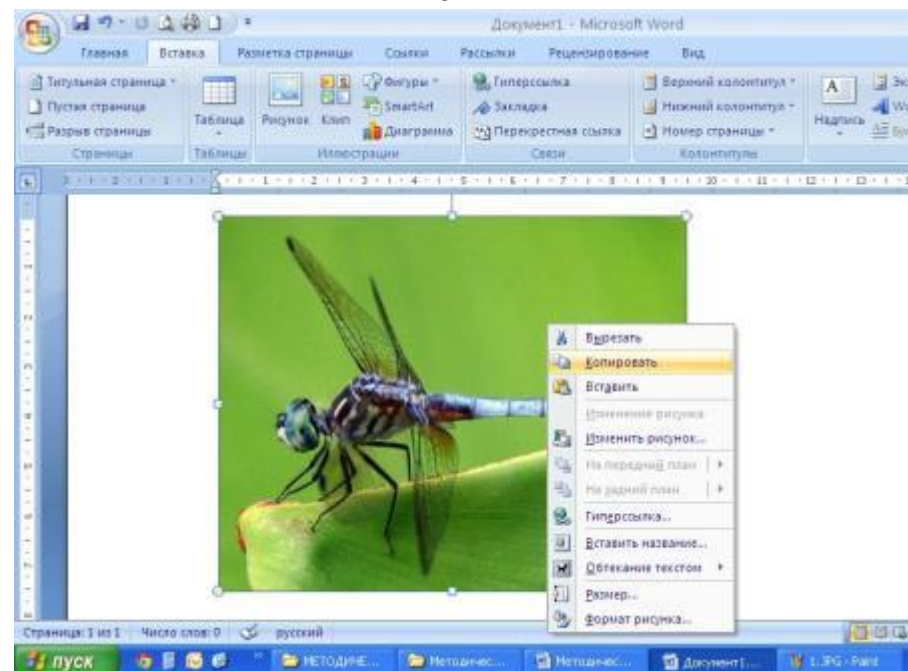 Документ1 - Microsoft Word
Главная Вставка Разметка страницы Ссылки Рассылки Рецензирование Вид
Титульная страница
Пустая страница
Разрыв страницы
Страницы
Таблица
Таблицы
Рисунок Клип
Фигуры
SmartArt
Диаграмма
Иллюстрации
Гиперссылка
Закладка
Перекрестная ссылка
Связи
Верхний колонтитул
Нижний колонтитул
Номер страницы
Колонтитулы
A
Надпись
Вырезать
Копировать
Вставить
Изменение рисунка
Изменить рисунок...
На передний план
На задний план
Гиперссылка...
Вставить название...
Обтекание текстом
Размер...
Формат рисунка...
Страница: 1 из 1 Число слов: 0 русский
пуск МЕТОДИЧЕ... Методичес... Методичес... Документ1... 1.JPG - Paint